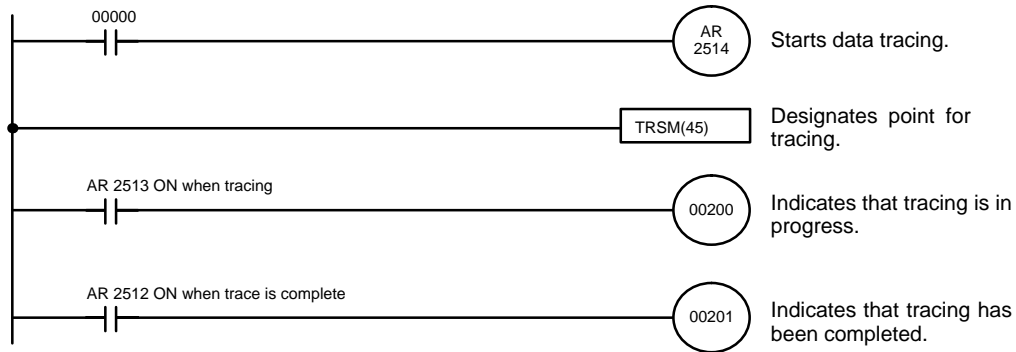 00000
AR
2514
Starts data tracing.
TRSM(45)
Designates point for
tracing.
AR 2513 ON when tracing
00200
Indicates that tracing is in
progress.
AR 2512 ON when trace is complete
00201
Indicates that tracing has
been completed.